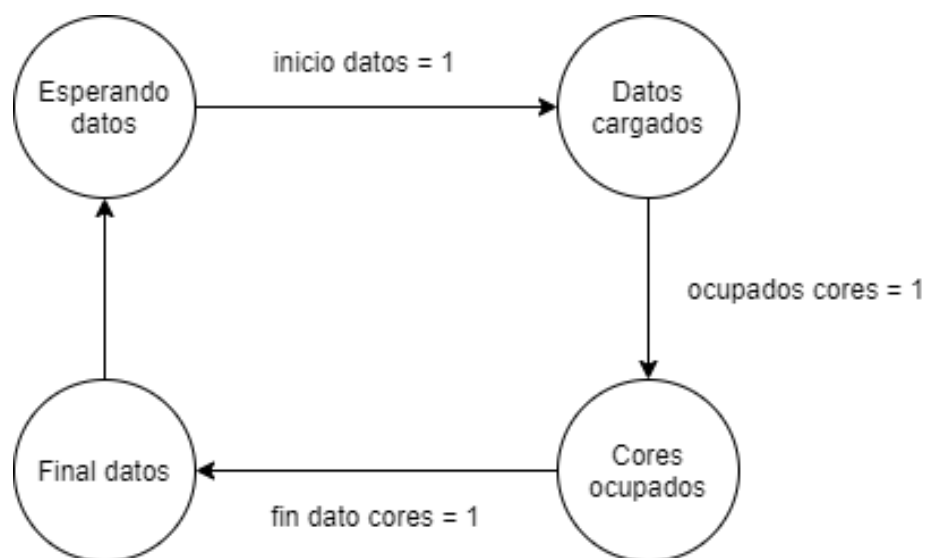 inicio datos = 1
Esperando
datos
Datos
cargados
ocupados cores = 1
Final datos
Cores
ocupados
fin dato cores = 1